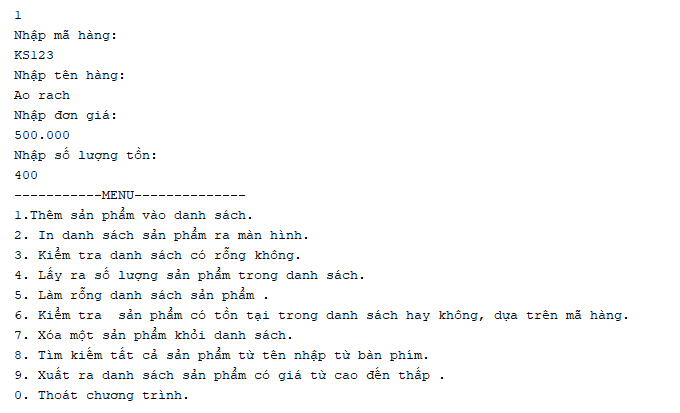 1
Nhập mã hàng:
KS123
Nhập tên hàng:
Ao rach
Nhập đơn giá:
500.000
Nhập số lượng tồn:
400
-----------MENU--------------
1.Thêm sản phẩm vào danh sách.
2. In danh sách sản phẩm ra màn hình.
3. Kiểm tra danh sách có rỗng không.
4. Lấy ra số lượng sản phẩm trong danh sách.
5. Làm rỗng danh sách sản phẩm .
6. Kiểm tra  sản phẩm có tồn tại trong danh sách hay không, dựa trên mã hàng.
7. Xóa một sản phẩm khỏi danh sách.
8. Tìm kiếm tất cả sản phẩm từ tên nhập từ bàn phím.
9. Xuất ra danh sách sản phẩm có giá từ cao đến thấp .
0. Thoát chương trình.